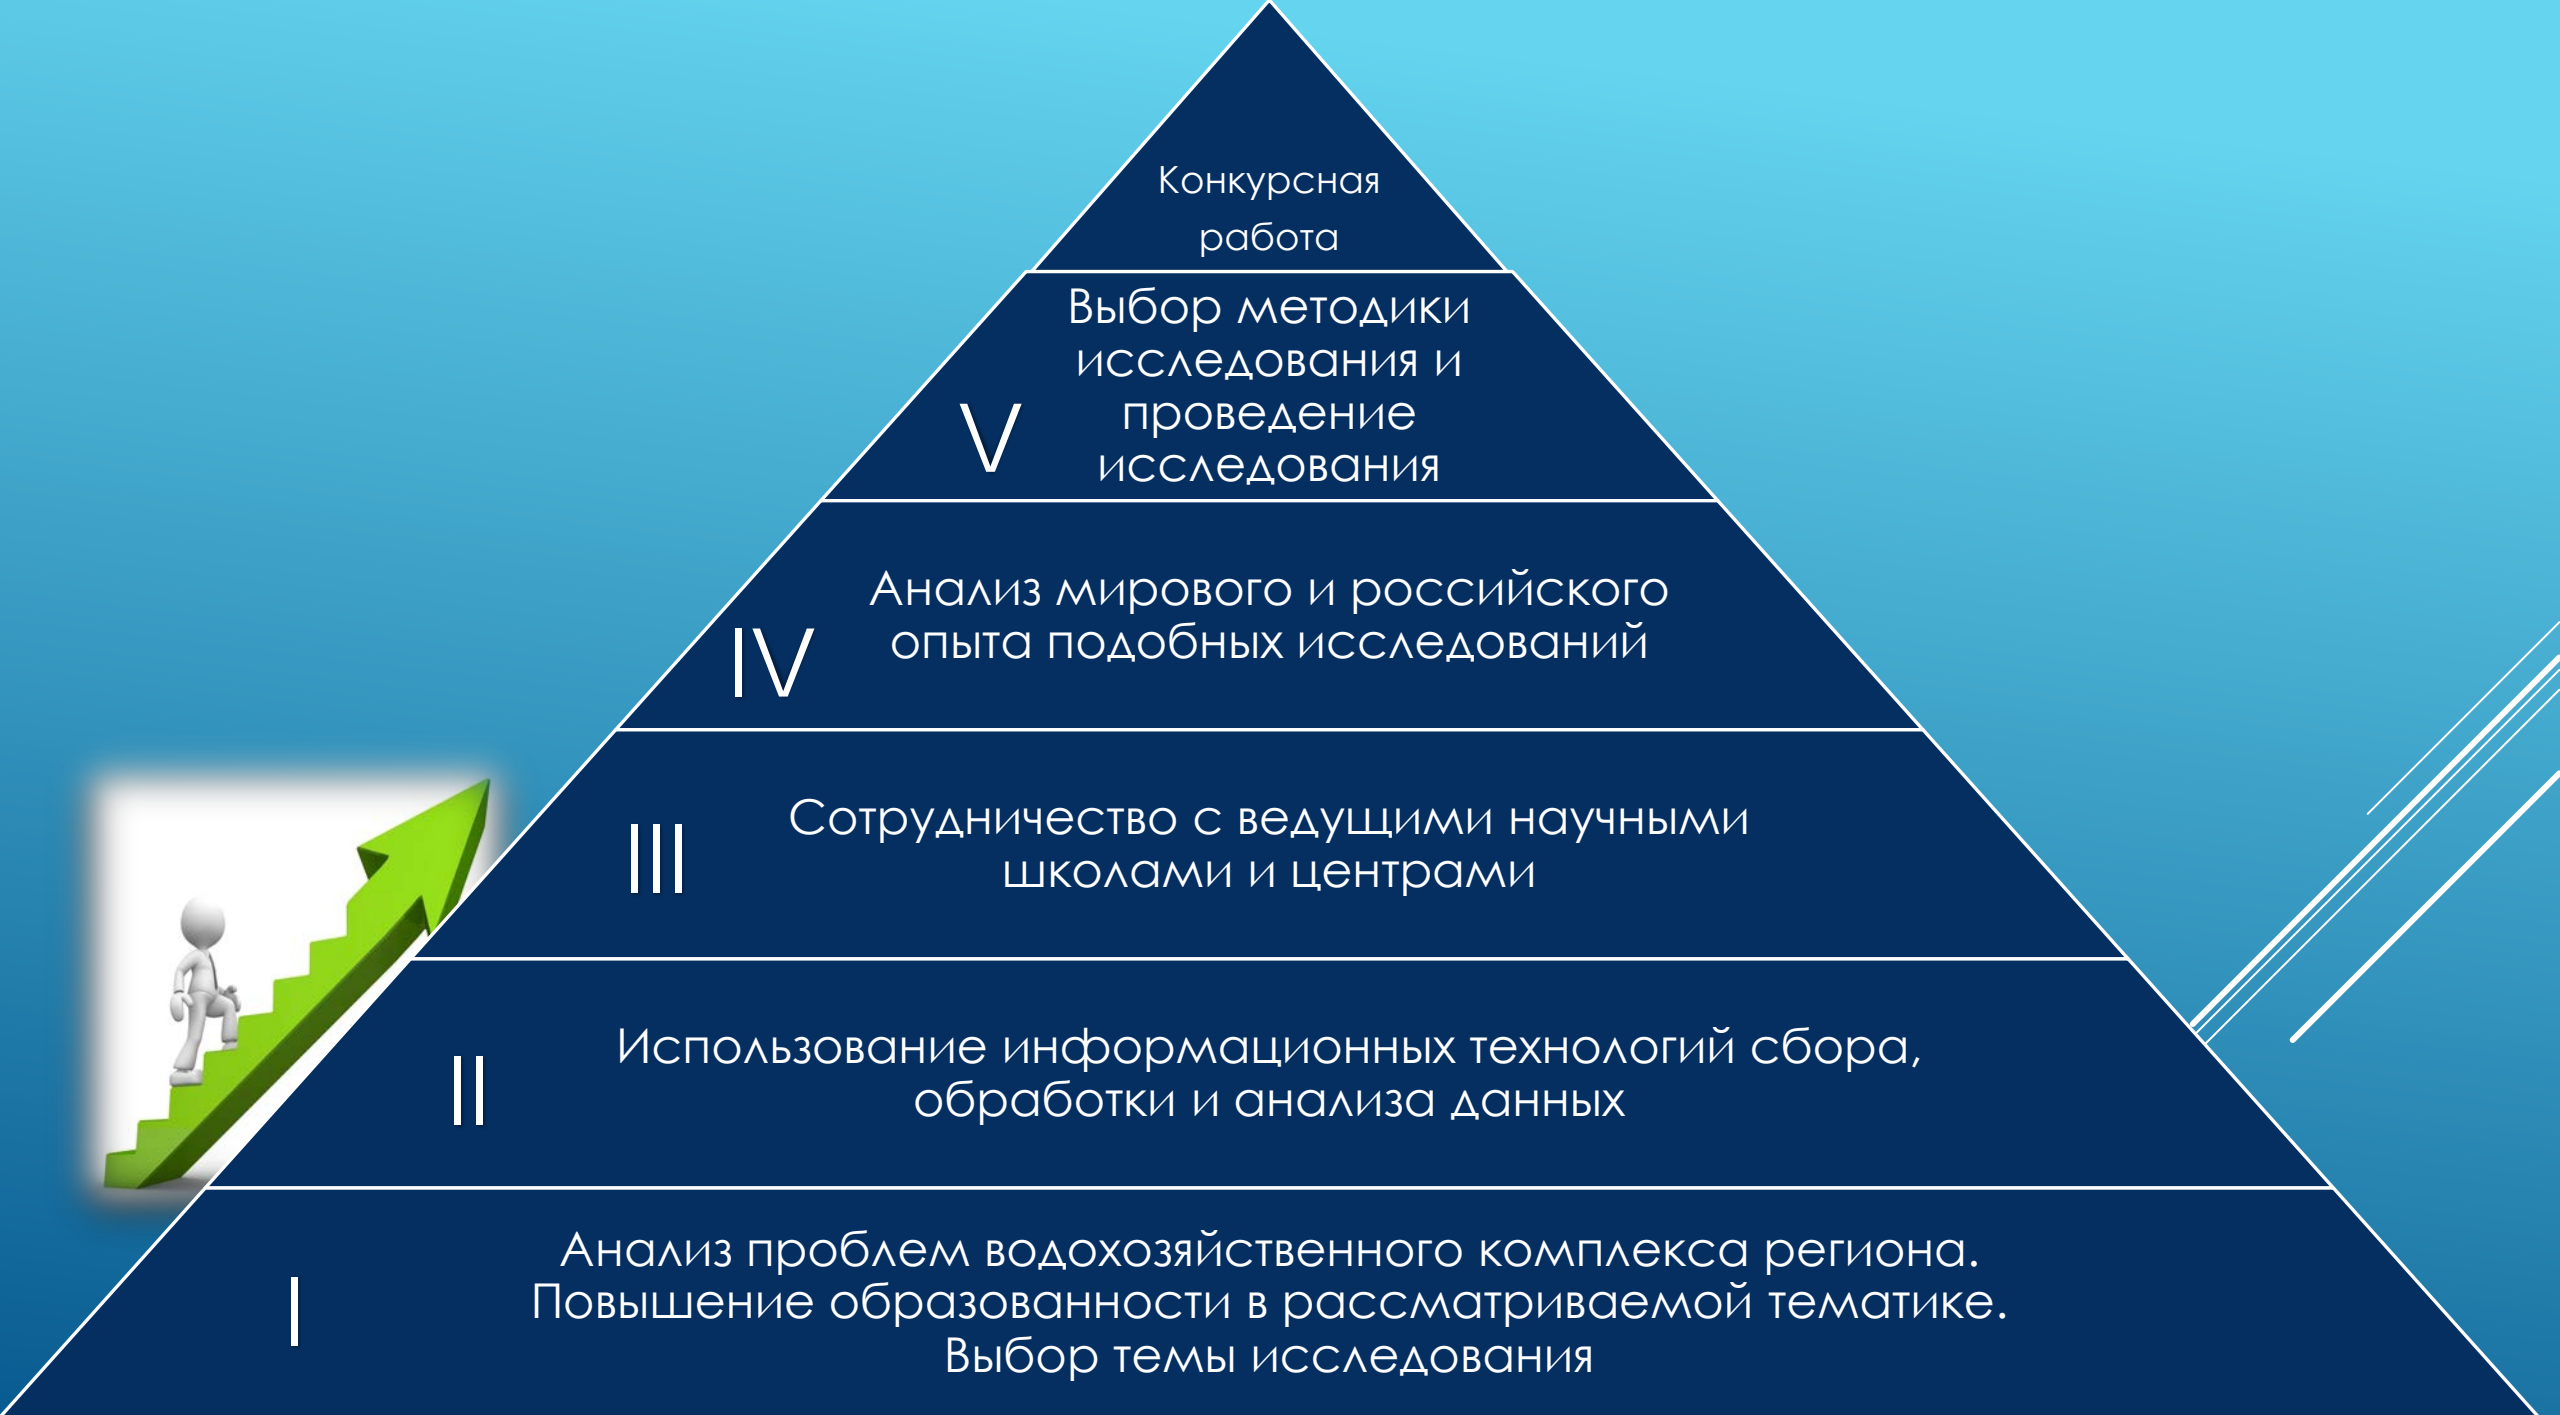 Конкурсная
работа
Выбор методики
исследования и
проведение
исследования
V
Анализ мирового и российского
опыта подобных исследований
IV
Сотрудничество с ведущими научными
школами и центрами
III
Использование информационных технологий сбора,
обработки и анализа данных
II
Анализ проблем водохозяйственного комплекса региона.
Повышение образованности в рассматриваемой тематике.
Выбор темы исследования
I